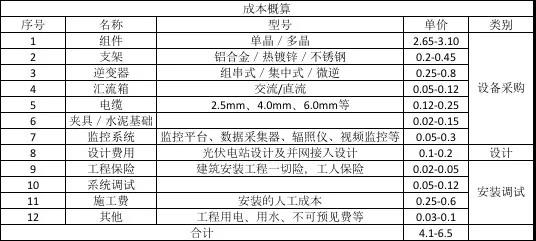 成本概算
序号 名称 型号 单价 类别
1 组件 单晶/多晶 2.65-3.10
2 支架 铝合金/热镀锌/不锈钢 0.2-0.45
3 逆变器 组串式/集中式/微逆 0.25-0.8
4 汇流箱 交流/直流 0.05-0.12
5 电缆 2.5mm、4.0mm、6.0mm等 0.12-0.25 设备采购
6 夹具/水泥基础 0.02-0.15
7 监控系统 监控平台、数据采集器、辐照仪、视频监控等 0.05-0.3
8 设计费用 光伏电站设计及并网接入设计 0.1-0.2 设计
9 工程保险 建筑安装工程一切险，工人保险 0.02-0.05
10 系统调试 0.05-0.12 安装调试
11 施工费 安装的人工成本 0.25-0.6
12 其他 工程用电、用水、不可预见费等 0.03-0.1
合计 4.1-6.5